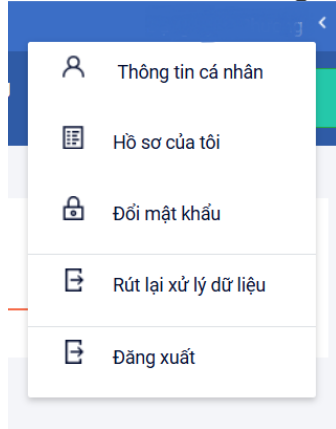 Thông tin cá nhân
Hồ sơ của tôi
Đổi mật khẩu
Rút lại xử lý dữ liệu
Đăng xuất